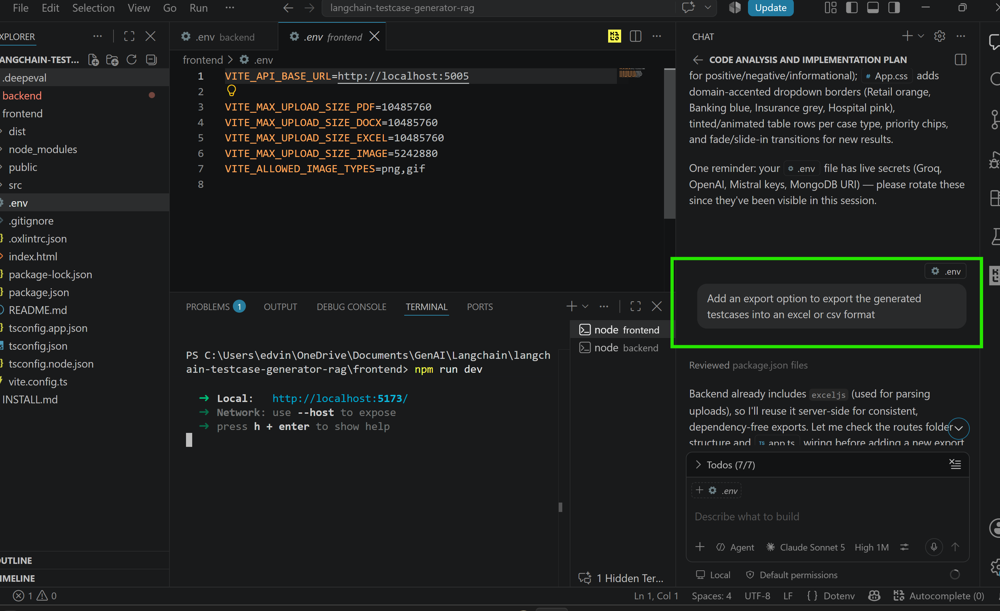 File Edit Selection View Go Run ···
langchain-testcase-generator-rag
Update
XPLORER
ANGCHAIN-TEST...
.deepeval
backend
frontend
dist
node_modules
public
src
.env
.gitignore
.oxlintrc.json
index.html
package-lock.json
package.json
README.md
tsconfig.app.json
tsconfig.json
tsconfig.node.json
vite.config.ts
INSTALL.md
UTLINE
IMELINE
.env backend
.env frontend
frontend > .env
1 VITE_API_BASE_URL=http://localhost:5005
2
3 VITE_MAX_UPLOAD_SIZE_PDF=10485760
4 VITE_MAX_UPLOAD_SIZE_DOCX=10485760
5 VITE_MAX_UPLOAD_SIZE_EXCEL=10485760
6 VITE_MAX_UPLOAD_SIZE_IMAGE=5242880
7 VITE_ALLOWED_IMAGE_TYPES=png,gif
8
PROBLEMS 1 OUTPUT DEBUG CONSOLE TERMINAL PORTS
PS C:\Users\edvin\OneDrive\Documents\GenAI\Langchain\langch
ain-testcase-generator-rag\frontend> npm run dev
➜ Local: http://localhost:5173/
➜ Network: use --host to expose
➜ press h + enter to show help
node frontend
node backend
1 Hidden Ter...
CHAT
CODE ANALYSIS AND IMPLEMENTATION PLAN
for positive/negative/informational); # App.css adds
domain-accented dropdown borders (Retail orange,
Banking blue, Insurance grey, Hospital pink),
tinted/animated table rows per case type, priority chips,
and fade/slide-in transitions for new results.
One reminder: your .env file has live secrets (Groq,
OpenAI, Mistral keys, MongoDB URI) — please rotate these
since they've been visible in this session.
.env
Add an export option to export the generated
testcases into an excel or csv format
Reviewed package.json files
Backend already includes exceljs (used for parsing
uploads), so I'll reuse it server-side for consistent,
dependency-free exports. Let me check the routes folder
structure and TS app.ts wiring before adding a new export
Todos (7/7)
+ .env
Describe what to build
Agent Claude Sonnet 5 High 1M
Local Default permissions
1 0
Ln 1, Col 1 Spaces: 4 UTF-8 LF { } Dotenv Autocomplete (0)